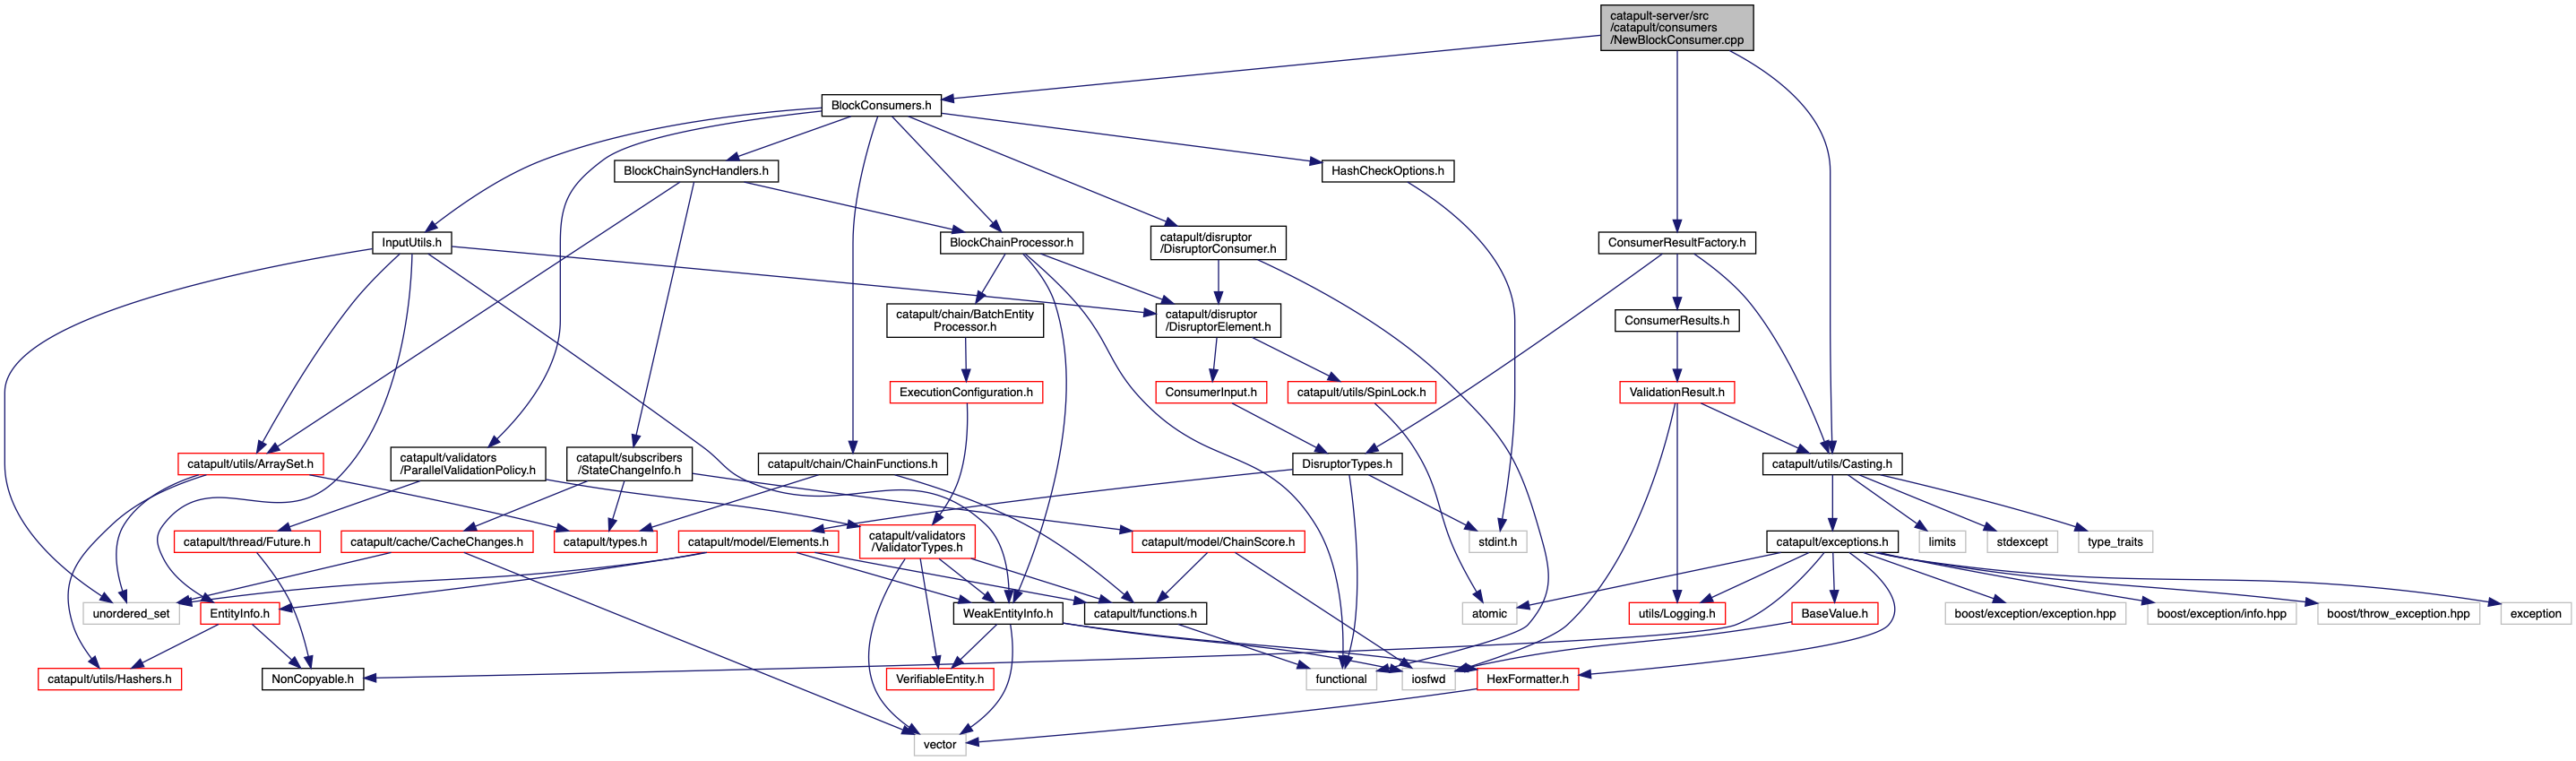 catapult-server/src
/catapult/consumers
/NewBlockConsumer.cpp
BlockConsumers.h
BlockChainSyncHandlers.h
HashCheckOptions.h
InputUtils.h
BlockChainProcessor.h
catapult/disruptor
/DisruptorConsumer.h
ConsumerResultFactory.h
catapult/chain/BatchEntity
Processor.h
catapult/disruptor
/DisruptorElement.h
ConsumerResults.h
ExecutionConfiguration.h
ConsumerInput.h
catapult/utils/SpinLock.h
ValidationResult.h
catapult/utils/ArraySet.h
catapult/validators
/ParallelValidationPolicy.h
catapult/subscribers
/StateChangeInfo.h
catapult/chain/ChainFunctions.h
DisruptorTypes.h
catapult/utils/Casting.h
catapult/thread/Future.h
catapult/cache/CacheChanges.h
catapult/types.h
catapult/model/Elements.h
catapult/validators
/ValidatorTypes.h
catapult/model/ChainScore.h
stdint.h
catapult/exceptions.h
limits
stdexcept
type_traits
unordered_set
EntityInfo.h
WeakEntityInfo.h
catapult/functions.h
atomic
utils/Logging.h
BaseValue.h
boost/exception/exception.hpp
boost/exception/info.hpp
boost/throw_exception.hpp
exception
catapult/utils/Hashers.h
NonCopyable.h
VerifiableEntity.h
functional
iosfwd
HexFormatter.h
vector